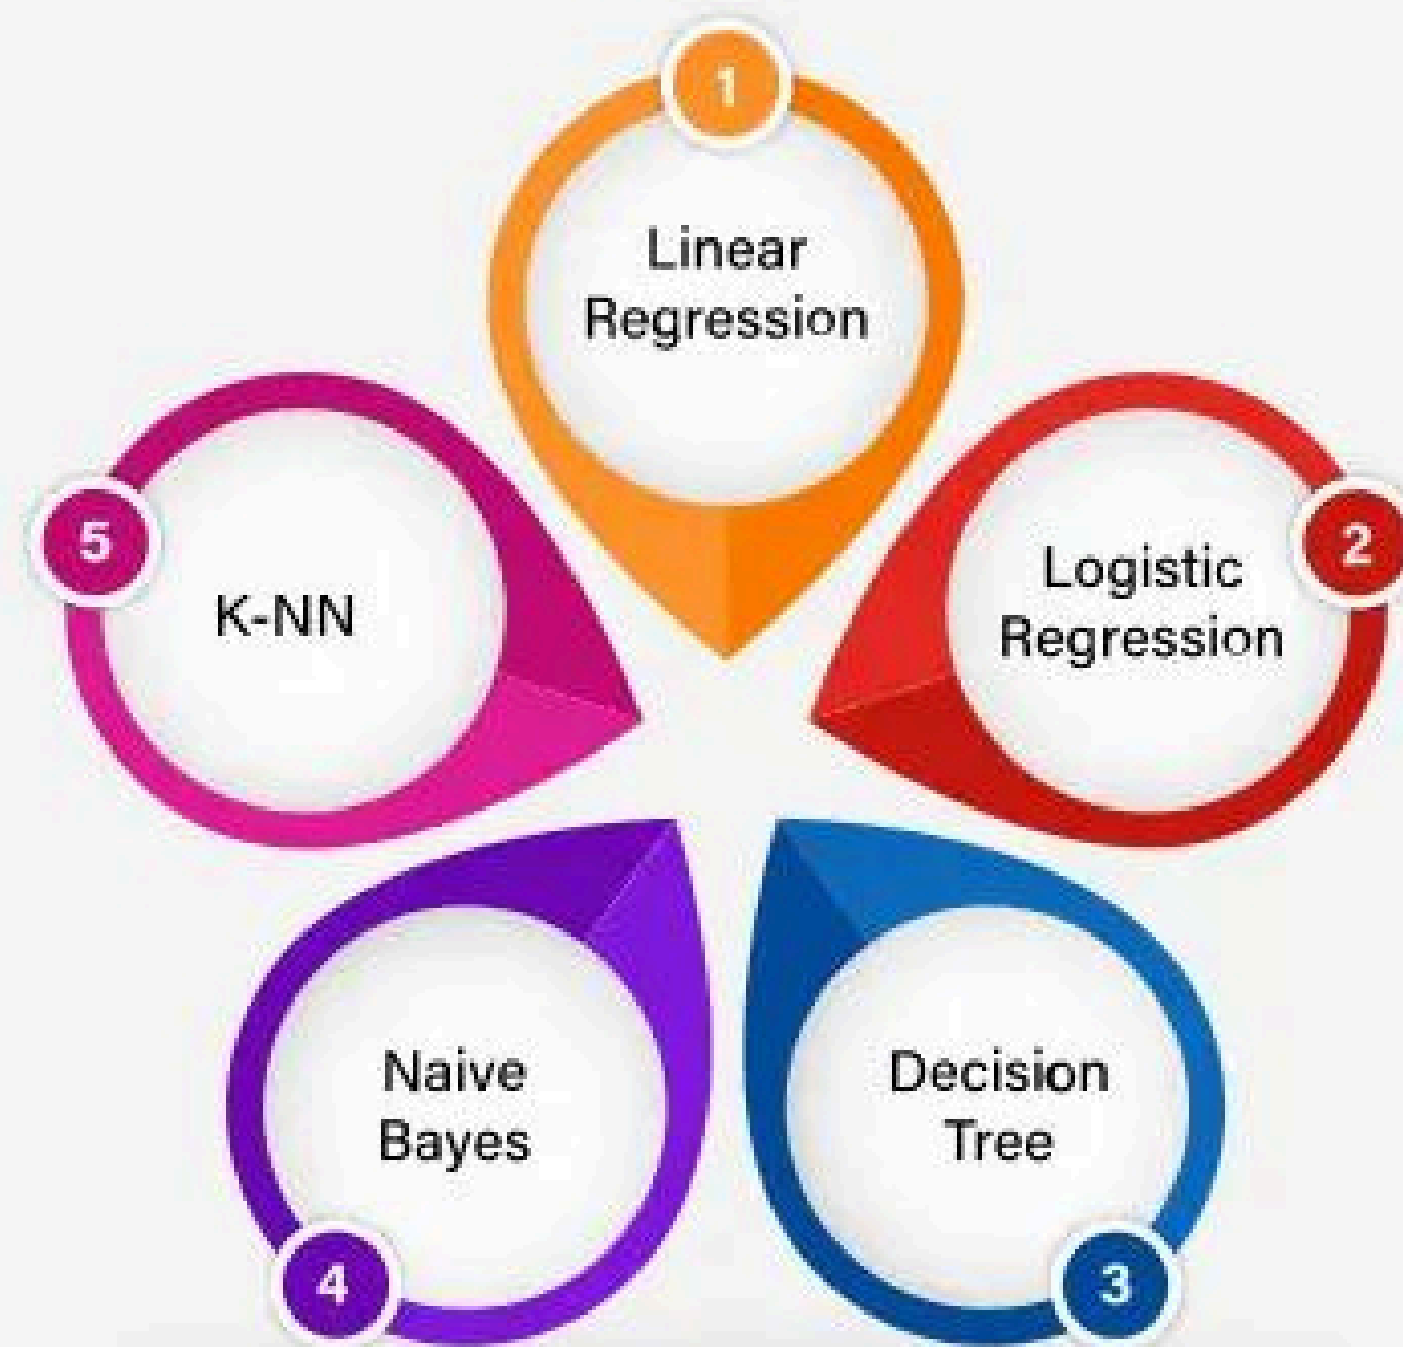 1
Linear
Regression
2
Logistic
Regression
3
Decision
Tree
4
Naive
Bayes
5
K-NN